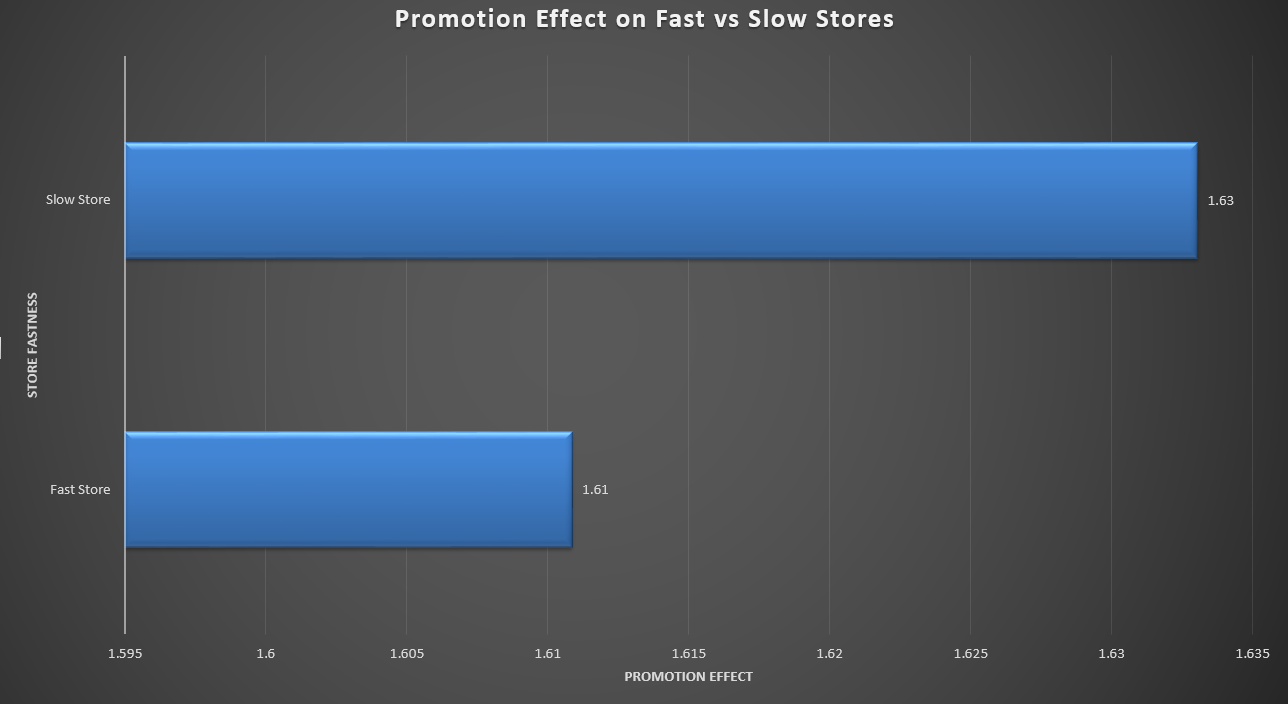 Promotion Effect on Fast vs Slow Stores
Slow Store
1.63
STORE FASTNESS
Fast Store
1.61
1.595 1.6 1.605 1.61 1.615 1.62 1.625 1.63 1.635
PROMOTION EFFECT